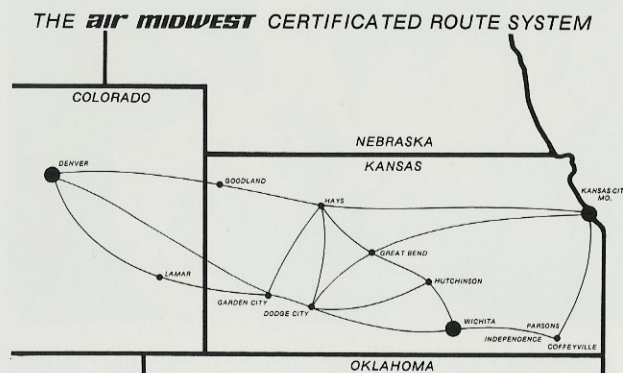 THE air midwest CERTIFICATED ROUTE SYSTEM
COLORADO
NEBRASKA
KANSAS
DENVER
GOODLAND
KANSAS CITY
MO.
HAYS
GREAT BEND
LAMAR
HUTCHINSON
GARDEN CITY
DODGE CITY
WICHITA
PARSONS
INDEPENDENCE
COFFEYVILLE
OKLAHOMA